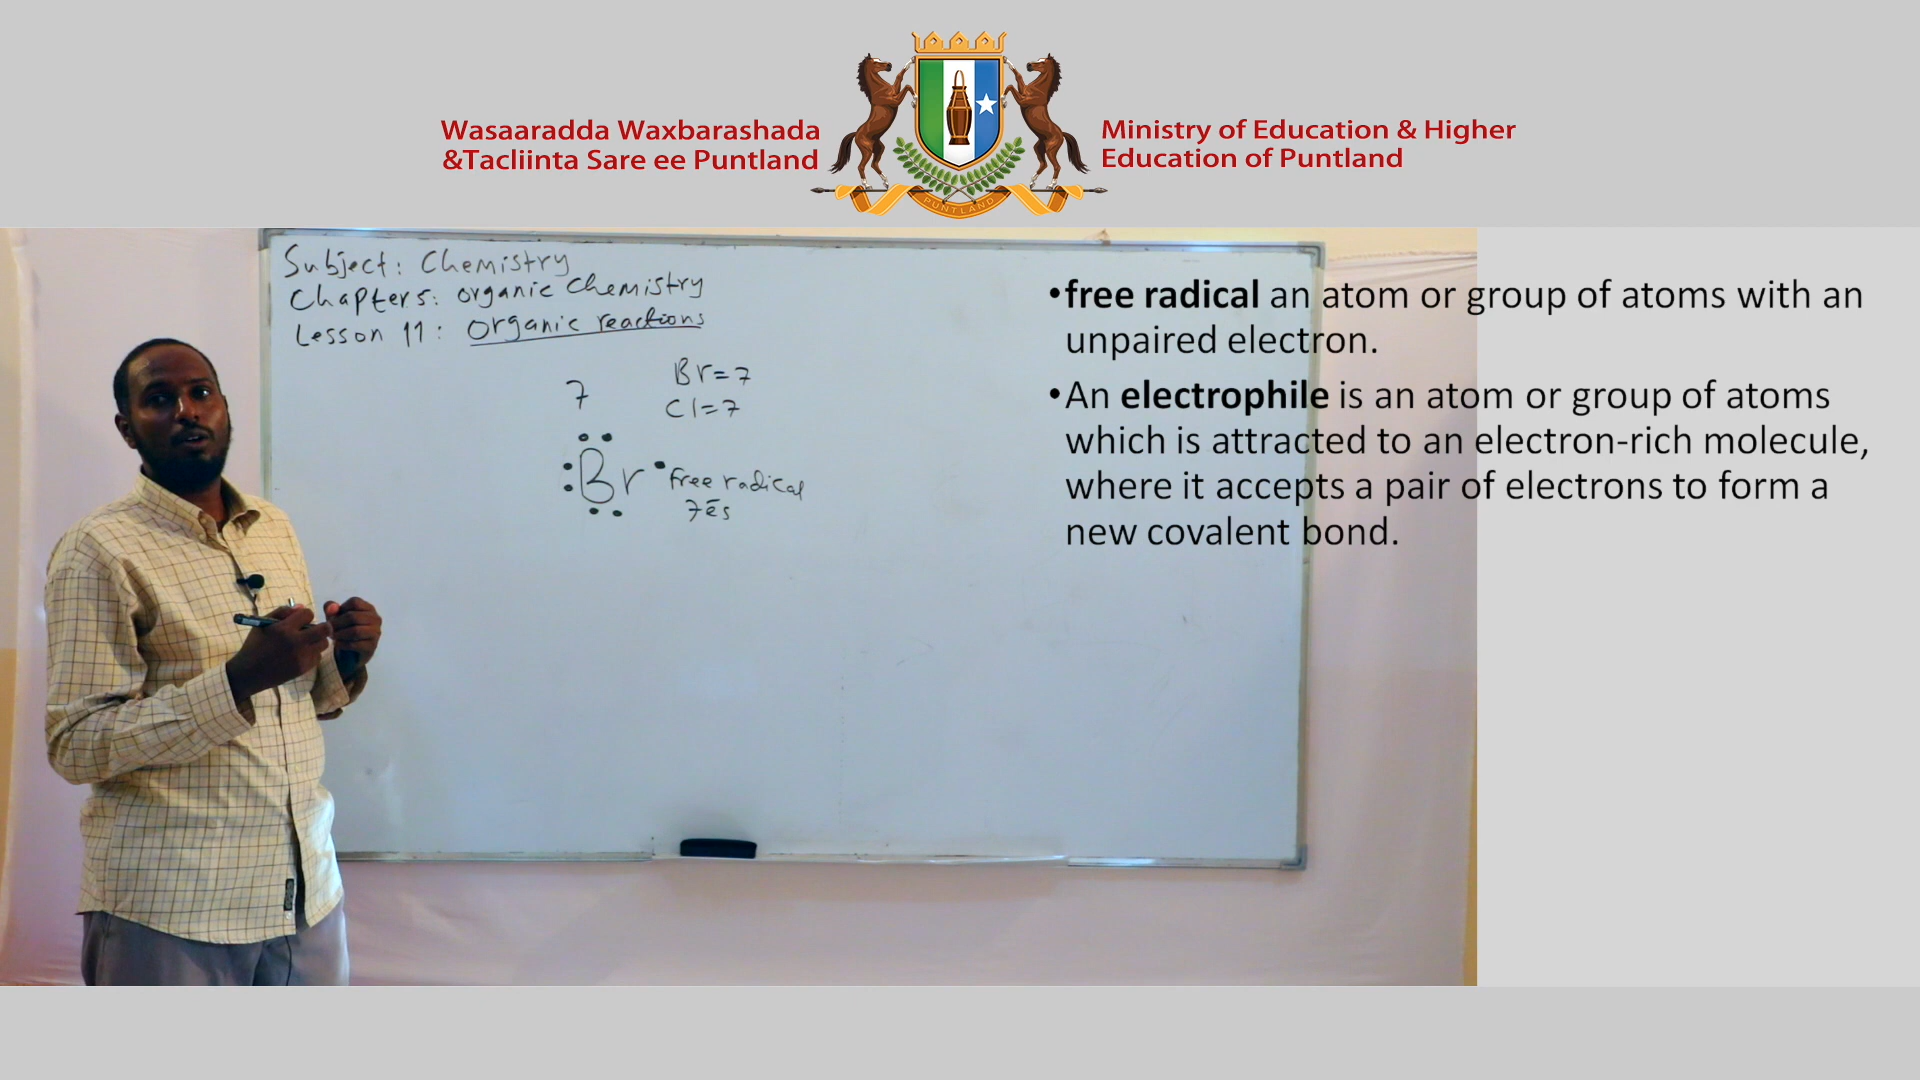 Wasaaradda Waxbarashada
&Tacliinta Sare ee Puntland
Ministry of Education & Higher
Education of Puntland
PUNTLAND
Subject: Chemistry
Chapter 5: organic chemistry
Lesson 11: organic reactions
7
Br=7
Cl=7
Br
free radical
7ēs
•free radical an atom or group of atoms with an
unpaired electron.
•An electrophile is an atom or group of atoms
which is attracted to an electron-rich molecule,
where it accepts a pair of electrons to form a
new covalent bond.